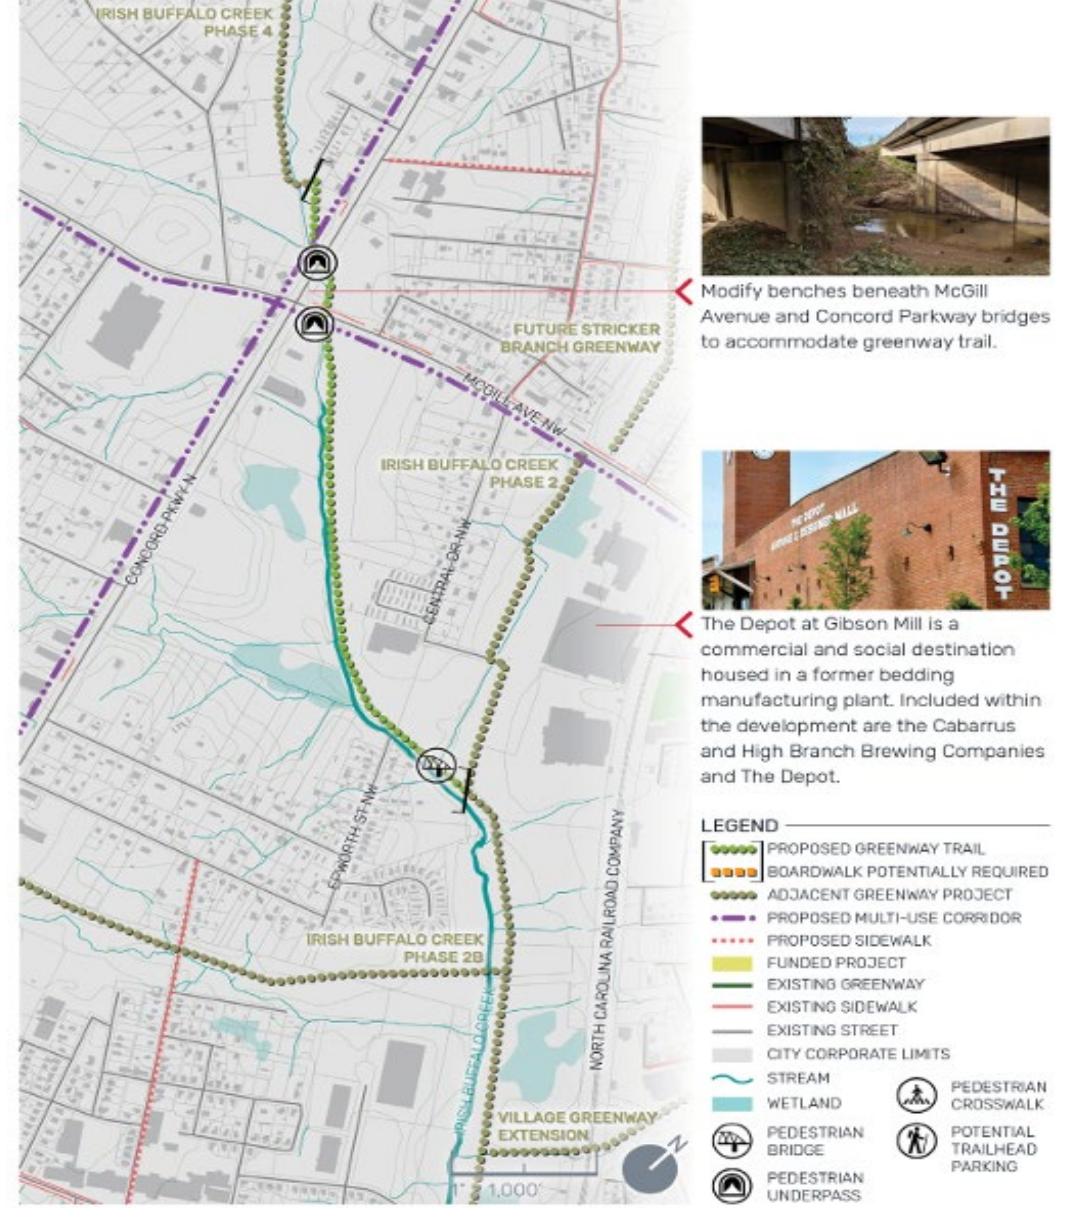 IRISH BUFFALO CREEK
PHASE 4
FUTURE STRICKER
BRANCH GREENWAY
MCGILL AVE NW
IRISH BUFFALO CREEK
PHASE 2
CONCORD PKWY N
CENTRAL DR NW
EPWORTH ST NW
NORTH CAROLINA RAILROAD COMPANY
IRISH BUFFALO CREEK
PHASE 2B
IRISH BUFFALO CREEK
VILLAGE GREENWAY
EXTENSION
1" 1,000'
N
Modify benches beneath McGill
Avenue and Concord Parkway bridges
to accommodate greenway trail.
THE DEPOT
THE DEPOT
The Depot at Gibson Mill is a
commercial and social destination
housed in a former bedding
manufacturing plant. Included within
the development are the Cabarrus
and High Branch Brewing Companies
and The Depot.
LEGEND
PROPOSED GREENWAY TRAIL
BOARDWALK POTENTIALLY REQUIRED
ADJACENT GREENWAY PROJECT
PROPOSED MULTI-USE CORRIDOR
PROPOSED SIDEWALK
FUNDED PROJECT
EXISTING GREENWAY
EXISTING SIDEWALK
EXISTING STREET
CITY CORPORATE LIMITS
STREAM
WETLAND
PEDESTRIAN
BRIDGE
PEDESTRIAN
UNDERPASS
PEDESTRIAN
CROSSWALK
POTENTIAL
TRAILHEAD
PARKING